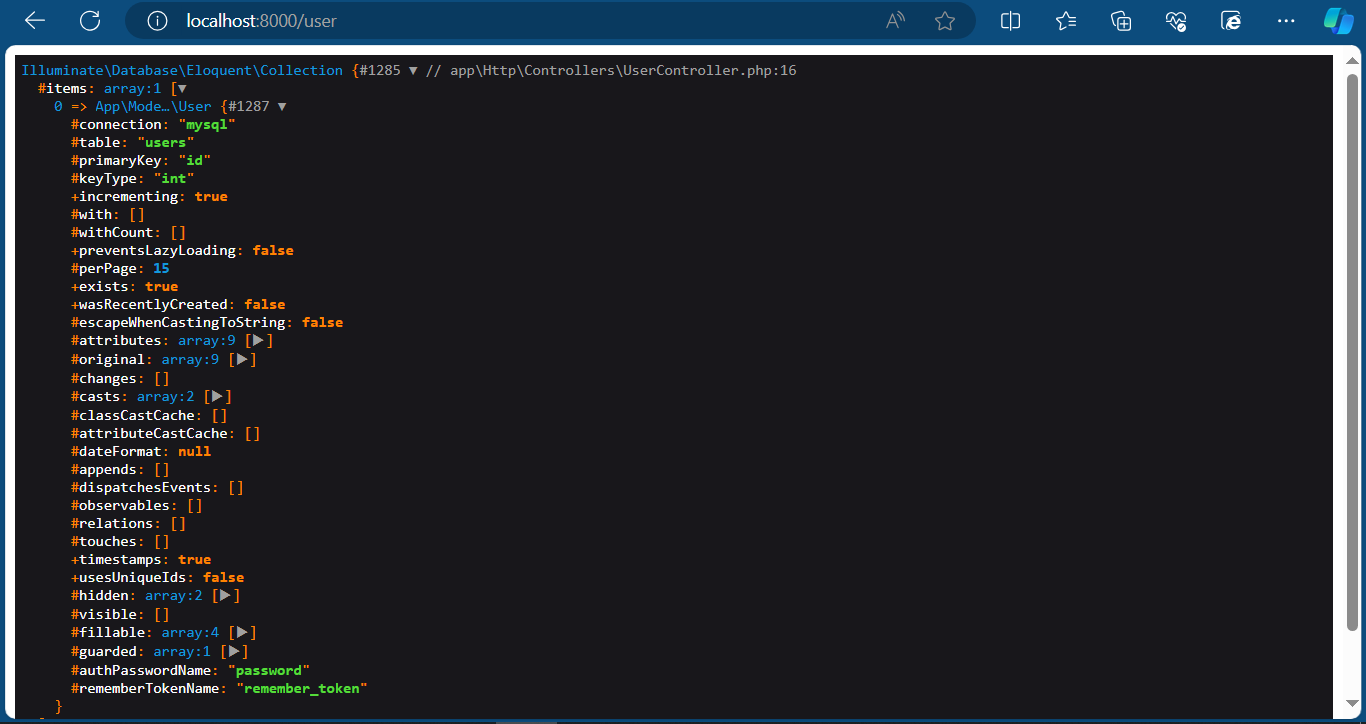 localhost:8000/user
Illuminate\Database\Eloquent\Collection {#1285 ▼ // app\Http\Controllers\UserController.php:16
#items: array:1 [▼
0 => App\Mode…\User {#1287 ▼
#connection: "mysql"
#table: "users"
#primaryKey: "id"
#keyType: "int"
+incrementing: true
#with: []
#withCount: []
+preventsLazyLoading: false
#perPage: 15
+exists: true
+wasRecentlyCreated: false
#escapeWhenCastingToString: false
#attributes: array:9 [▶]
#original: array:9 [▶]
#changes: []
#casts: array:2 [▶]
#classCastCache: []
#attributeCastCache: []
#dateFormat: null
#appends: []
#dispatchesEvents: []
#observables: []
#relations: []
#touches: []
+timestamps: true
+usesUniqueIds: false
#hidden: array:2 [▶]
#visible: []
#fillable: array:4 [▶]
#guarded: array:1 [▶]
#authPasswordName: "password"
#rememberTokenName: "remember_token"
}